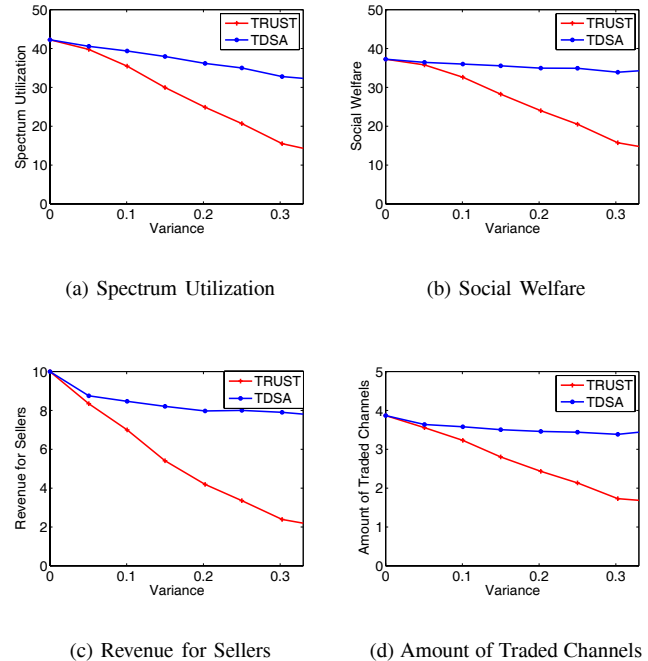 50
40
30
20
10
0
Spectrum Utilization
TRUST
TDSA
0 0.1 0.2 0.3
Variance
(a) Spectrum Utilization
50
40
30
20
10
0
Social Welfare
TRUST
TDSA
0 0.1 0.2 0.3
Variance
(b) Social Welfare
10
8
6
4
2
0
Revenue for Sellers
TRUST
TDSA
0 0.1 0.2 0.3
Variance
(c) Revenue for Sellers
5
4
3
2
1
0
Amount of Traded Channels
TRUST
TDSA
0 0.1 0.2 0.3
Variance
(d) Amount of Traded Channels